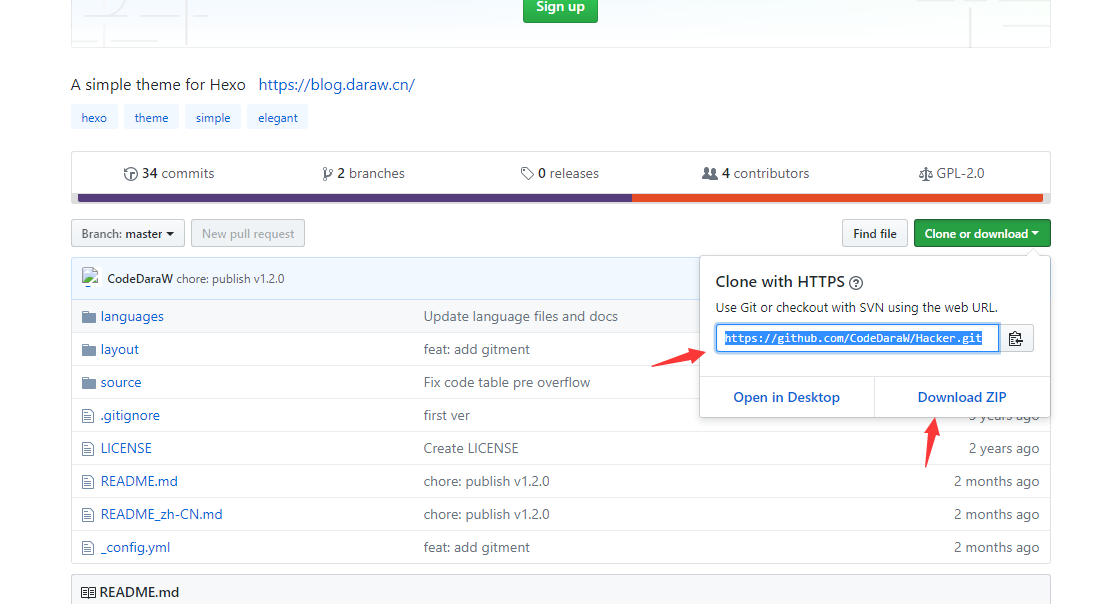 Sign up
A simple theme for Hexo https://blog.daraw.cn/
hexo theme simple elegant
34 commits 2 branches 0 releases 4 contributors GPL-2.0
Branch: master New pull request Find file Clone or download
CodeDaraW chore: publish v1.2.0
Clone with HTTPS
Use Git or checkout with SVN using the web URL.
https://github.com/CodeDaraW/Hacker.git
Open in Desktop Download ZIP
languages Update language files and docs
layout feat: add gitment
source Fix code table pre overflow
.gitignore first ver years ago
LICENSE Create LICENSE 2 years ago
README.md chore: publish v1.2.0 2 months ago
README_zh-CN.md chore: publish v1.2.0 2 months ago
_config.yml feat: add gitment 2 months ago
README.md